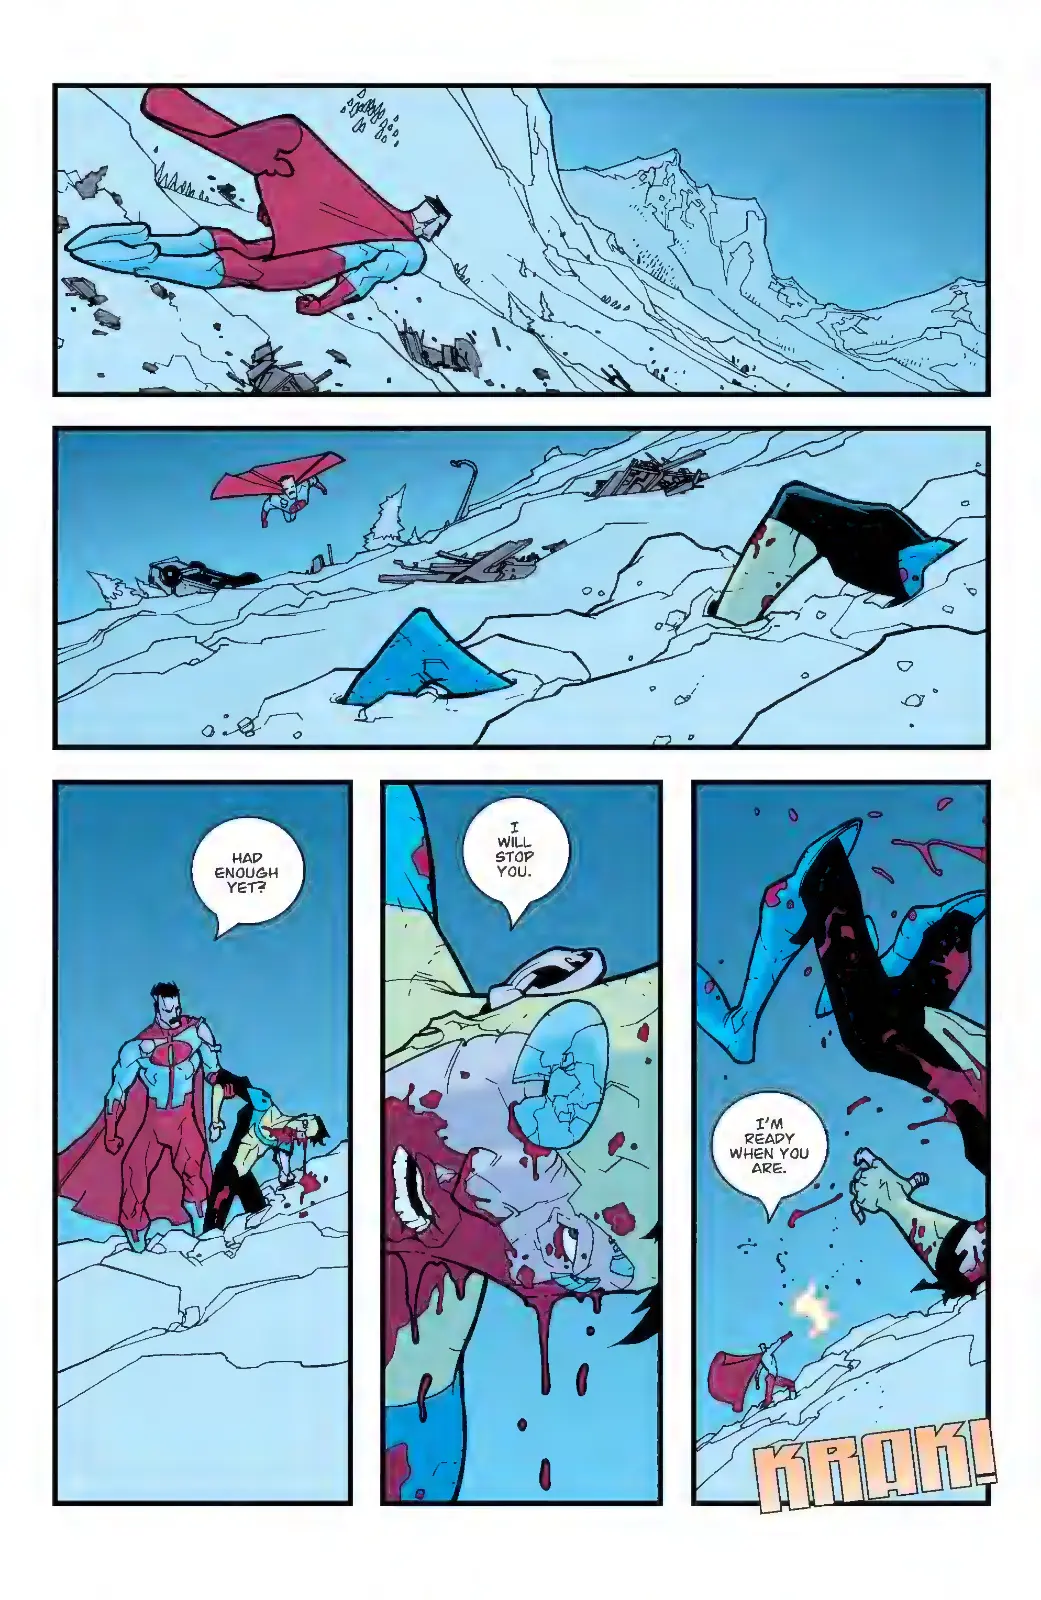 HAD
ENOUGH
YET?
I
WILL
STOP
YOU.
I'M
READY
WHEN YOU
ARE.
KRAK!